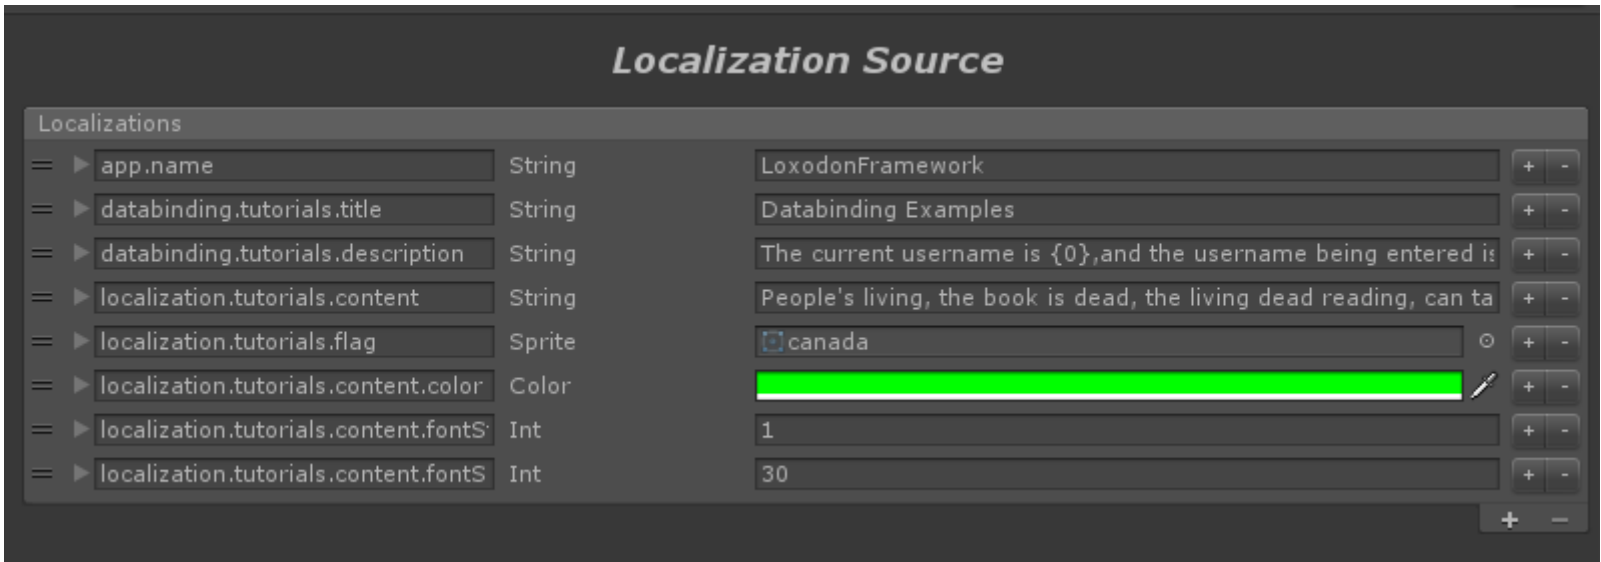 Localization Source
Localizations
app.name String LoxodonFramework + -
databinding.tutorials.title String Databinding Examples + -
databinding.tutorials.description String The current username is {0},and the username being entered is + -
localization.tutorials.content String People's living, the book is dead, the living dead reading, can ta + -
localization.tutorials.flag Sprite canada + -
localization.tutorials.content.color Color + -
localization.tutorials.content.fontS Int 1 + -
localization.tutorials.content.fontS Int 30 + -
+ −